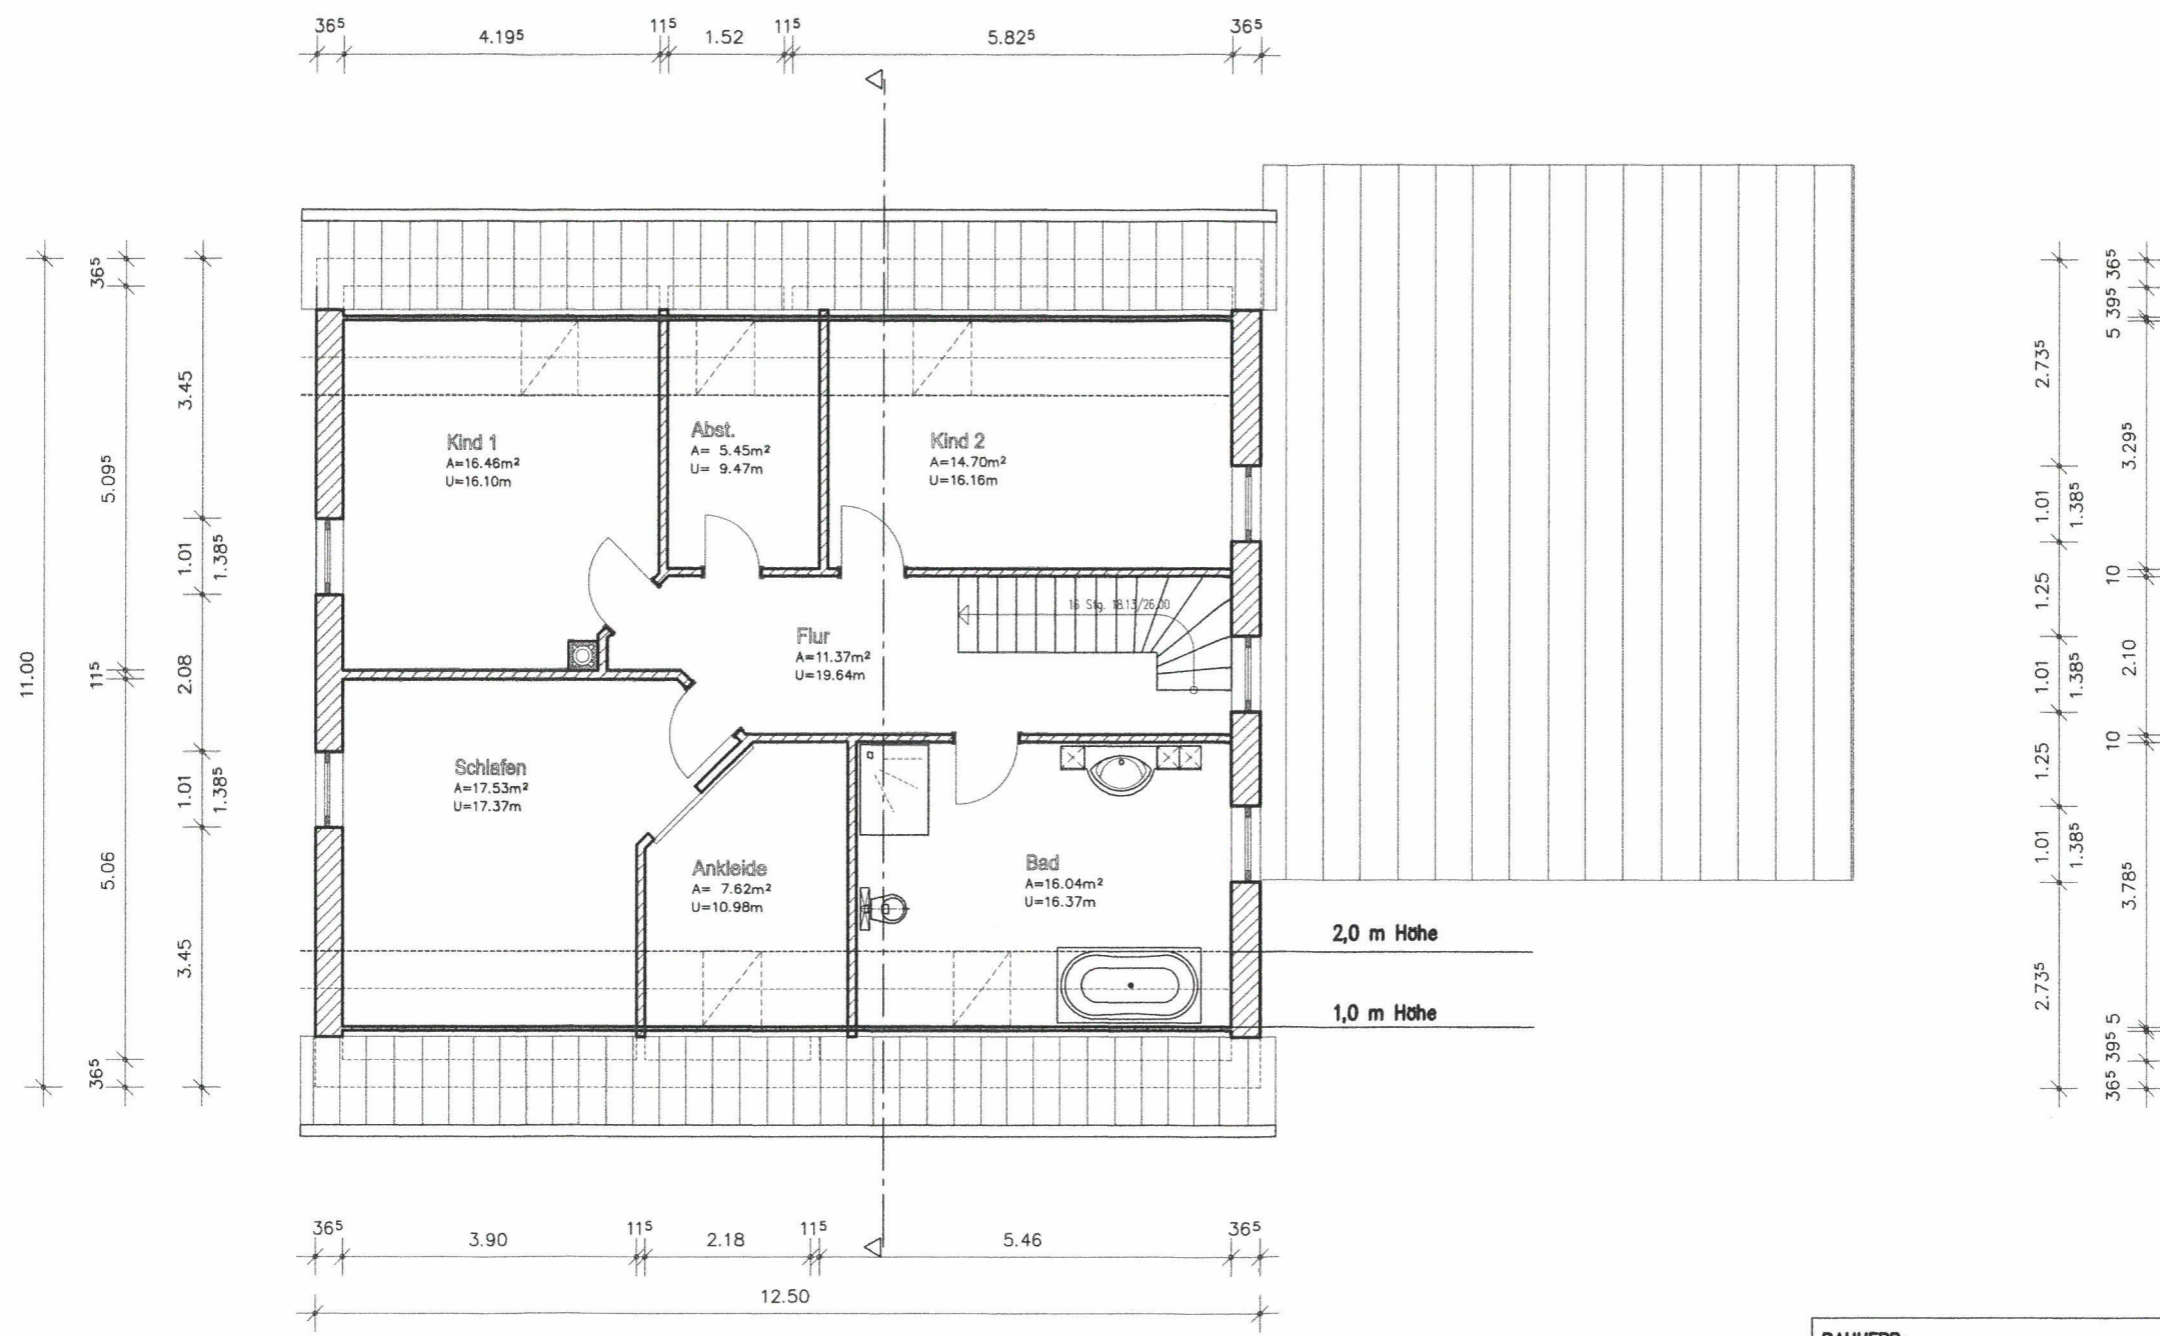 36⁵ 4.19⁵ 11⁵ 1.52 11⁵ 5.82⁵ 36⁵
11.00
36⁵
5.09⁵
11⁵
5.06
36⁵
3.45
1.01
1.38⁵
2.08
1.01
1.38⁵
3.45
Kind 1
A=16.46m²
U=16.10m
Abst.
A= 5.45m²
U= 9.47m
Kind 2
A=14.70m²
U=16.16m
16 Stg. 18.13/26.00
Flur
A=11.37m²
U=19.64m
Schlafen
A=17.53m²
U=17.37m
Ankleide
A= 7.62m²
U=10.98m
Bad
A=16.04m²
U=16.37m
2,0 m Höhe
1,0 m Höhe
2.73⁵
1.01
1.38⁵
1.25
1.01
1.38⁵
1.25
1.01
1.38⁵
2.73⁵
36⁵
39⁵
5
3.29⁵
10
2.10
10
3.78⁵
5
39⁵
36⁵
36⁵ 3.90 11⁵ 2.18 11⁵ 5.46 36⁵
12.50